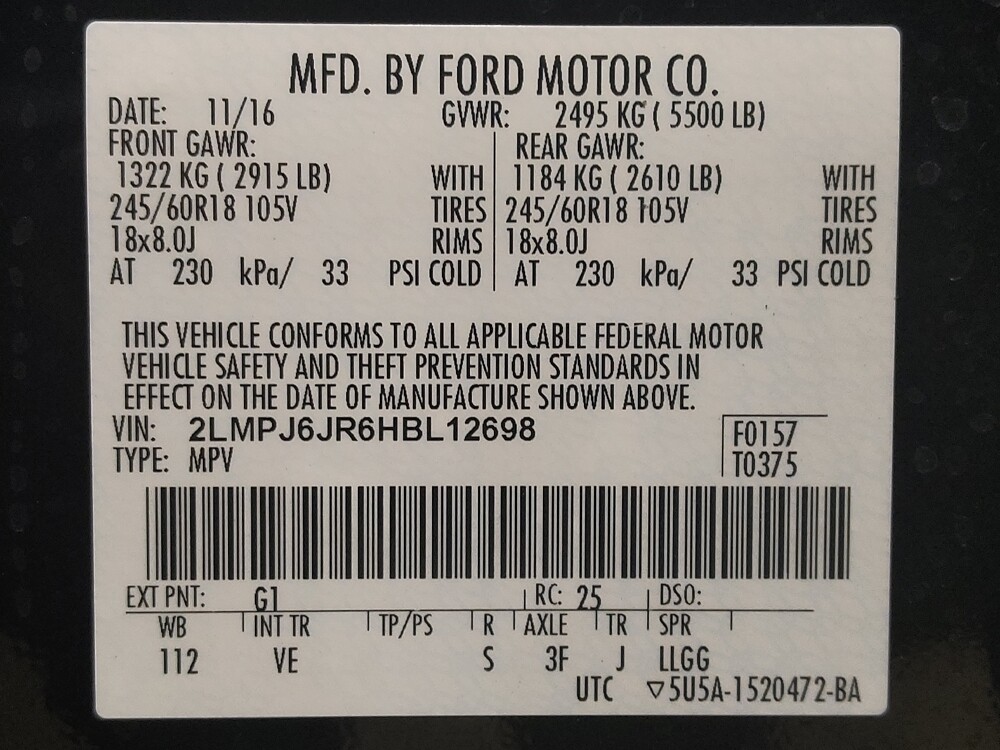 MFD. BY FORD MOTOR CO.
DATE: 11/16 GVWR: 2495 KG ( 5500 LB)
FRONT GAWR: REAR GAWR:
1322 KG ( 2915 LB) WITH 1184 KG ( 2610 LB) WITH
245/60R18 105V TIRES 245/60R18 105V TIRES
18x8.0J RIMS 18x8.0J RIMS
AT 230 kPa/ 33 PSI COLD AT 230 kPa/ 33 PSI COLD
THIS VEHICLE CONFORMS TO ALL APPLICABLE FEDERAL MOTOR
VEHICLE SAFETY AND THEFT PREVENTION STANDARDS IN
EFFECT ON THE DATE OF MANUFACTURE SHOWN ABOVE.
VIN: 2LMPJ6JR6HBL12698 F0157
TYPE: MPV T0375
EXT PNT: G1 RC: 25 DSO:
WB INT TR TP/PS R AXLE TR SPR
112 VE S 3F J LLGG
UTC ▽5U5A-1520472-BA